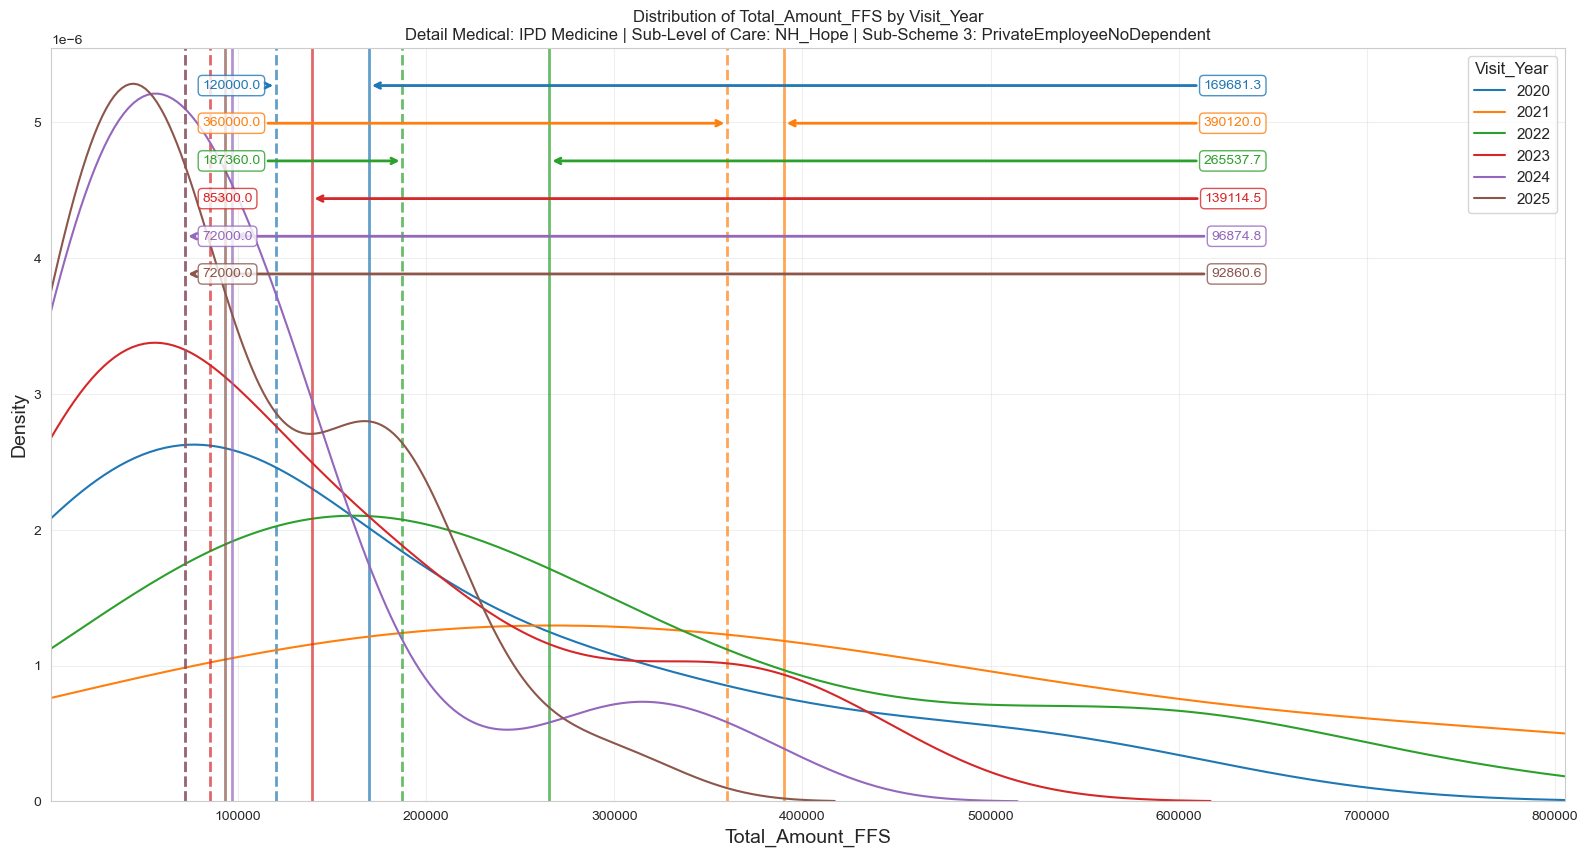 Distribution of Total_Amount_FFS by Visit_Year
Detail Medical: IPD Medicine | Sub-Level of Care: NH_Hope | Sub-Scheme 3: PrivateEmployeeNoDependent
1e−6
Visit_Year
2020
2021
2022
2023
2024
2025
120000.0 169681.3
360000.0 390120.0
187360.0 265537.7
85300.0 139114.5
72000.0 96874.8
72000.0 92860.6
5
4
3
2
1
0
Density
100000 200000 300000 400000 500000 600000 700000 800000
Total_Amount_FFS